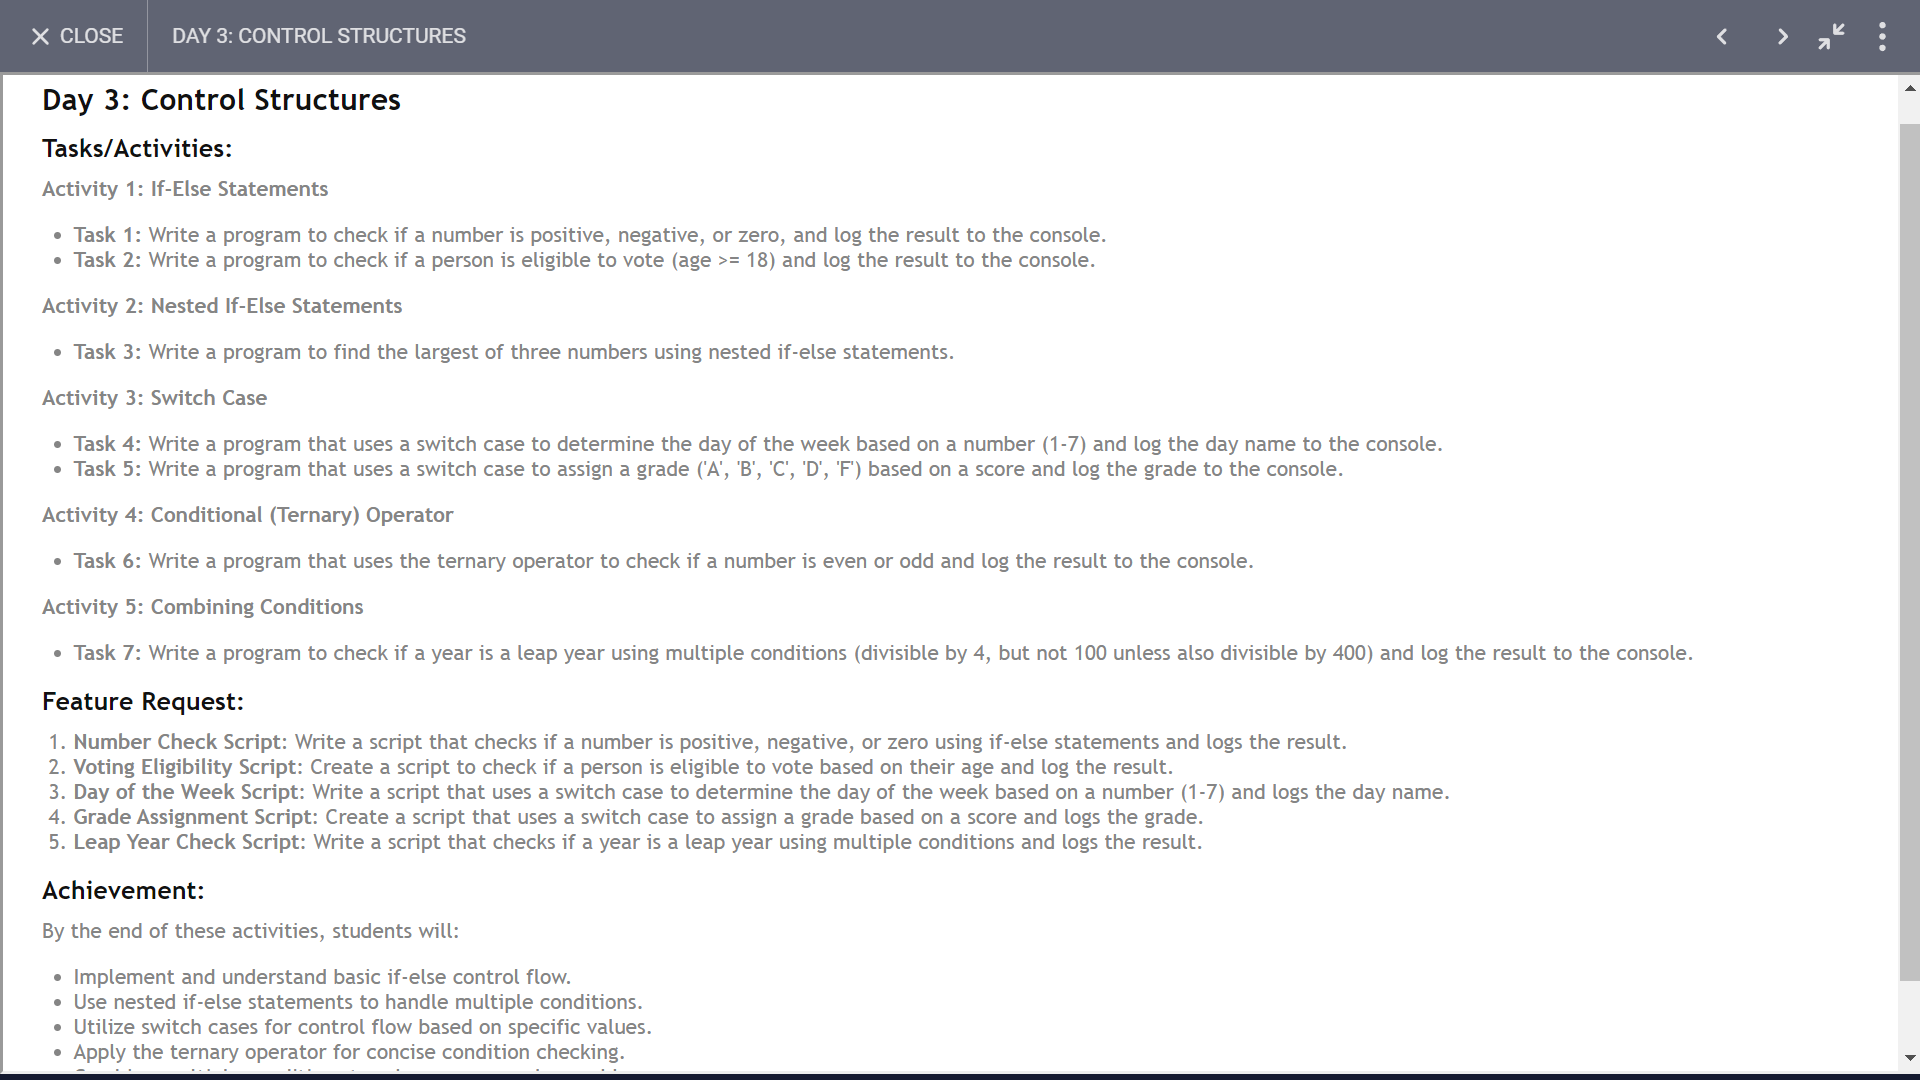 CLOSE
DAY 3: CONTROL STRUCTURES
Day 3: Control Structures
Tasks/Activities:
Activity 1: If-Else Statements
• Task 1: Write a program to check if a number is positive, negative, or zero, and log the result to the console.
• Task 2: Write a program to check if a person is eligible to vote (age >= 18) and log the result to the console.
Activity 2: Nested If-Else Statements
• Task 3: Write a program to find the largest of three numbers using nested if-else statements.
Activity 3: Switch Case
• Task 4: Write a program that uses a switch case to determine the day of the week based on a number (1-7) and log the day name to the console.
• Task 5: Write a program that uses a switch case to assign a grade ('A', 'B', 'C', 'D', 'F') based on a score and log the grade to the console.
Activity 4: Conditional (Ternary) Operator
• Task 6: Write a program that uses the ternary operator to check if a number is even or odd and log the result to the console.
Activity 5: Combining Conditions
• Task 7: Write a program to check if a year is a leap year using multiple conditions (divisible by 4, but not 100 unless also divisible by 400) and log the result to the console.
Feature Request:
1. Number Check Script: Write a script that checks if a number is positive, negative, or zero using if-else statements and logs the result.
2. Voting Eligibility Script: Create a script to check if a person is eligible to vote based on their age and log the result.
3. Day of the Week Script: Write a script that uses a switch case to determine the day of the week based on a number (1-7) and logs the day name.
4. Grade Assignment Script: Create a script that uses a switch case to assign a grade based on a score and logs the grade.
5. Leap Year Check Script: Write a script that checks if a year is a leap year using multiple conditions and logs the result.
Achievement:
By the end of these activities, students will:
• Implement and understand basic if-else control flow.
• Use nested if-else statements to handle multiple conditions.
• Utilize switch cases for control flow based on specific values.
• Apply the ternary operator for concise condition checking.